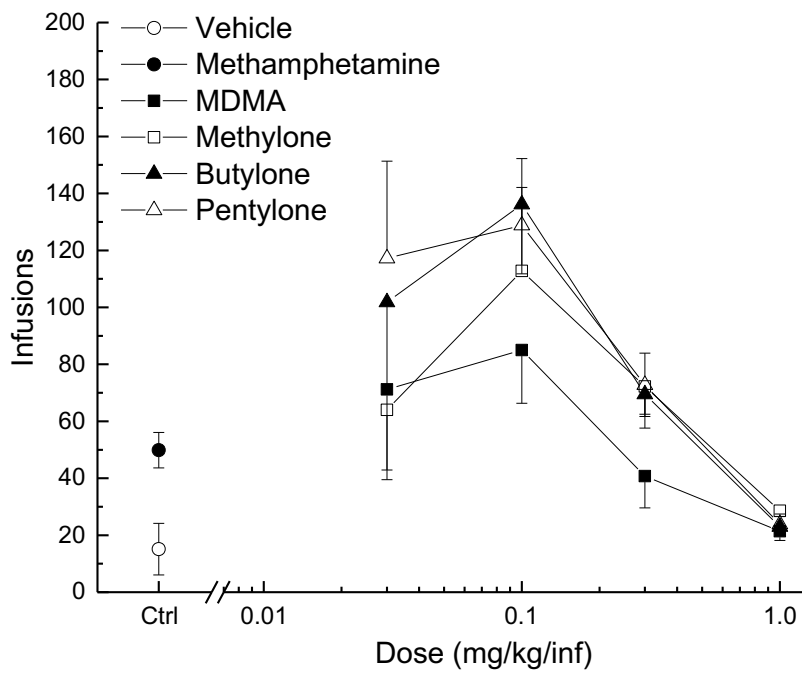 Vehicle
Methamphetamine
MDMA
Methylone
Butylone
Pentylone
Infusions
200
180
160
140
120
100
80
60
40
20
0
Ctrl
0.01
0.1
1.0
Dose (mg/kg/inf)